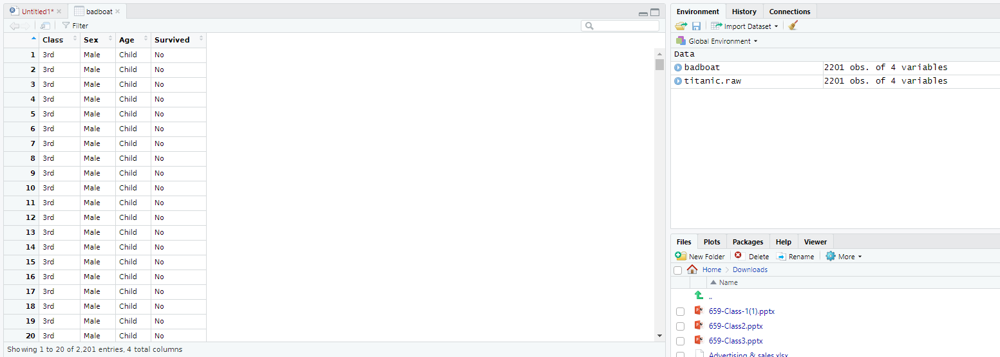 Untitled1* badboat
Filter
Class Sex Age Survived
1 3rd Male Child No
2 3rd Male Child No
3 3rd Male Child No
4 3rd Male Child No
5 3rd Male Child No
6 3rd Male Child No
7 3rd Male Child No
8 3rd Male Child No
9 3rd Male Child No
10 3rd Male Child No
11 3rd Male Child No
12 3rd Male Child No
13 3rd Male Child No
14 3rd Male Child No
15 3rd Male Child No
16 3rd Male Child No
17 3rd Male Child No
18 3rd Male Child No
19 3rd Male Child No
20 3rd Male Child No
Showing 1 to 20 of 2,201 entries, 4 total columns
Environment History Connections
Import Dataset
Global Environment
Data
badboat 2201 obs. of 4 variables
titanic.raw 2201 obs. of 4 variables
Files Plots Packages Help Viewer
New Folder Delete Rename More
Home Downloads
Name
..
659-Class-1(1).pptx
659-Class2.pptx
659-Class3.pptx
Advertising & sales.xlsx